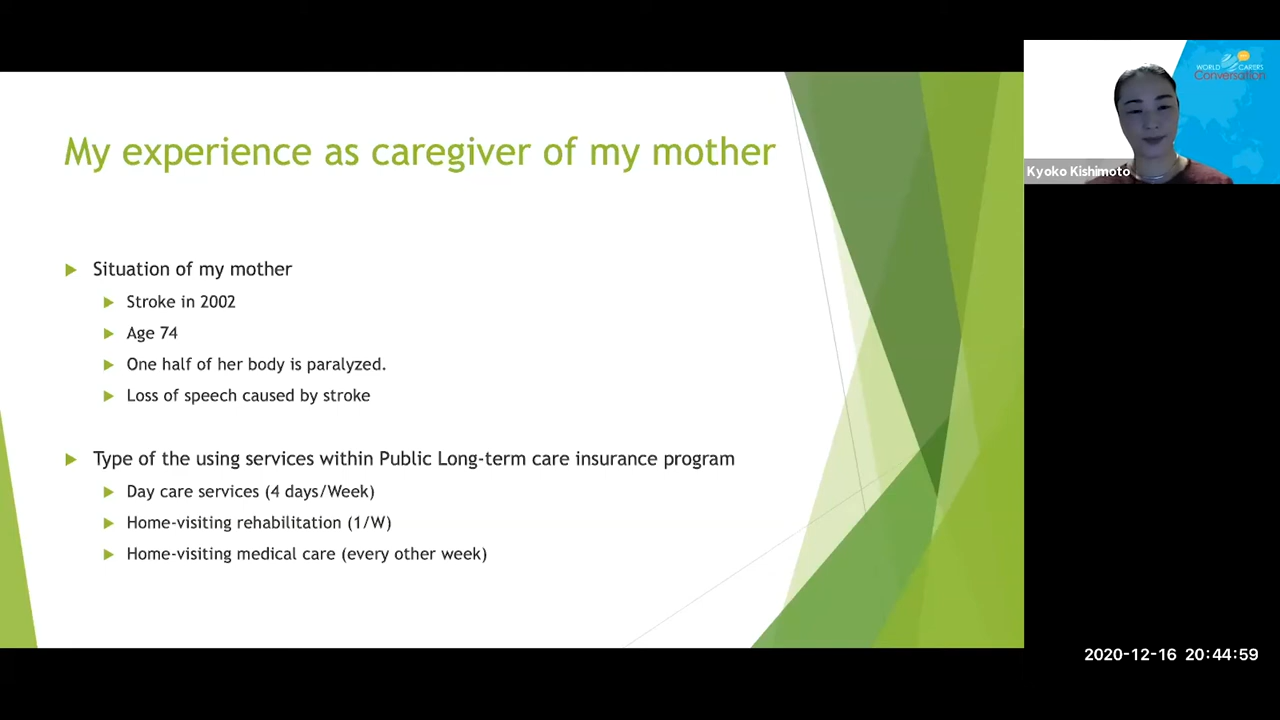 My experience as caregiver of my mother
Situation of my mother
Stroke in 2002
Age 74
One half of her body is paralyzed.
Loss of speech caused by stroke
Type of the using services within Public Long-term care insurance program
Day care services (4 days/Week)
Home-visiting rehabilitation (1/W)
Home-visiting medical care (every other week)
WORLD CARERS
Conversation
Kyoko Kishimoto
2020-12-16 20:44:59